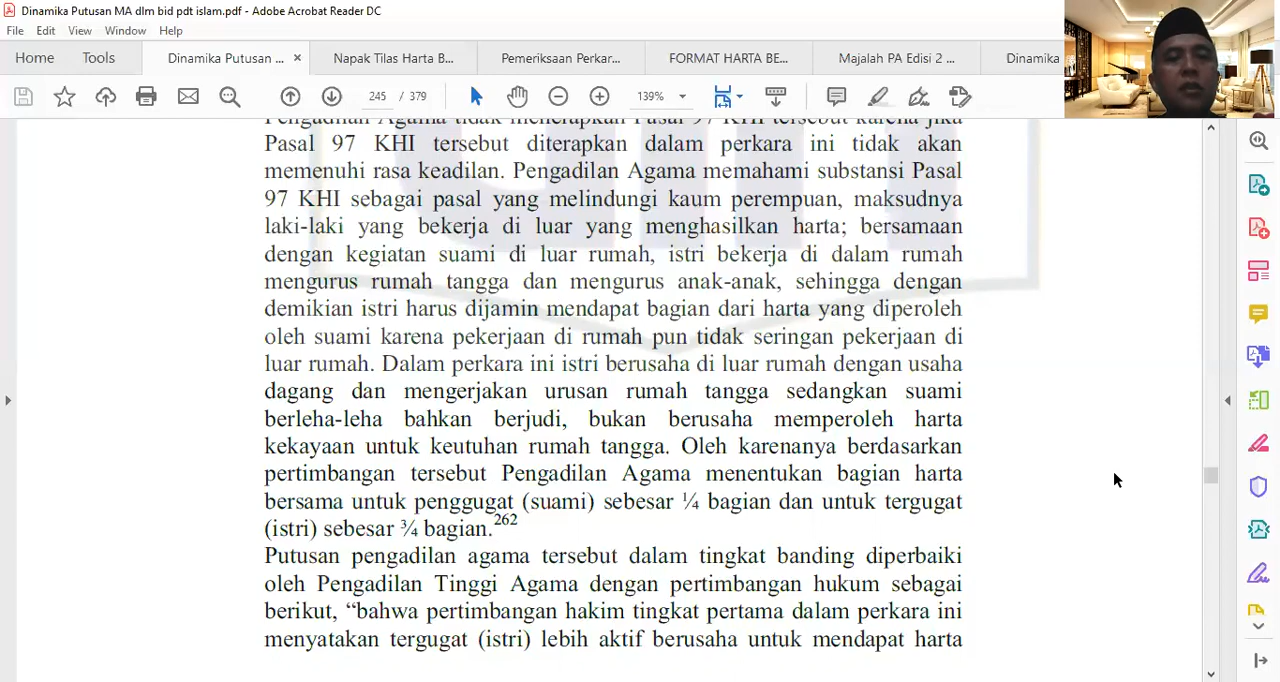 Dinamika Putusan MA dlm bid pdt islam.pdf - Adobe Acrobat Reader DC
File Edit View Window Help
Home Tools Dinamika Putusan ... × Napak Tilas Harta B... Pemeriksaan Perkar... FORMAT HARTA BE... Majalah PA Edisi 2 ... Dinamika
245 / 379 139%
Pengadilan Agama tidak menerapkan Pasal 97 KHI tersebut karena jika
Pasal 97 KHI tersebut diterapkan dalam perkara ini tidak akan
memenuhi rasa keadilan. Pengadilan Agama memahami substansi Pasal
97 KHI sebagai pasal yang melindungi kaum perempuan, maksudnya
laki-laki yang bekerja di luar yang menghasilkan harta; bersamaan
dengan kegiatan suami di luar rumah, istri bekerja di dalam rumah
mengurus rumah tangga dan mengurus anak-anak, sehingga dengan
demikian istri harus dijamin mendapat bagian dari harta yang diperoleh
oleh suami karena pekerjaan di rumah pun tidak seringan pekerjaan di
luar rumah. Dalam perkara ini istri berusaha di luar rumah dengan usaha
dagang dan mengerjakan urusan rumah tangga sedangkan suami
berleha-leha bahkan berjudi, bukan berusaha memperoleh harta
kekayaan untuk keutuhan rumah tangga. Oleh karenanya berdasarkan
pertimbangan tersebut Pengadilan Agama menentukan bagian harta
bersama untuk penggugat (suami) sebesar ¼ bagian dan untuk tergugat
(istri) sebesar ¾ bagian.262
Putusan pengadilan agama tersebut dalam tingkat banding diperbaiki
oleh Pengadilan Tinggi Agama dengan pertimbangan hukum sebagai
berikut, “bahwa pertimbangan hakim tingkat pertama dalam perkara ini
menyatakan tergugat (istri) lebih aktif berusaha untuk mendapat harta